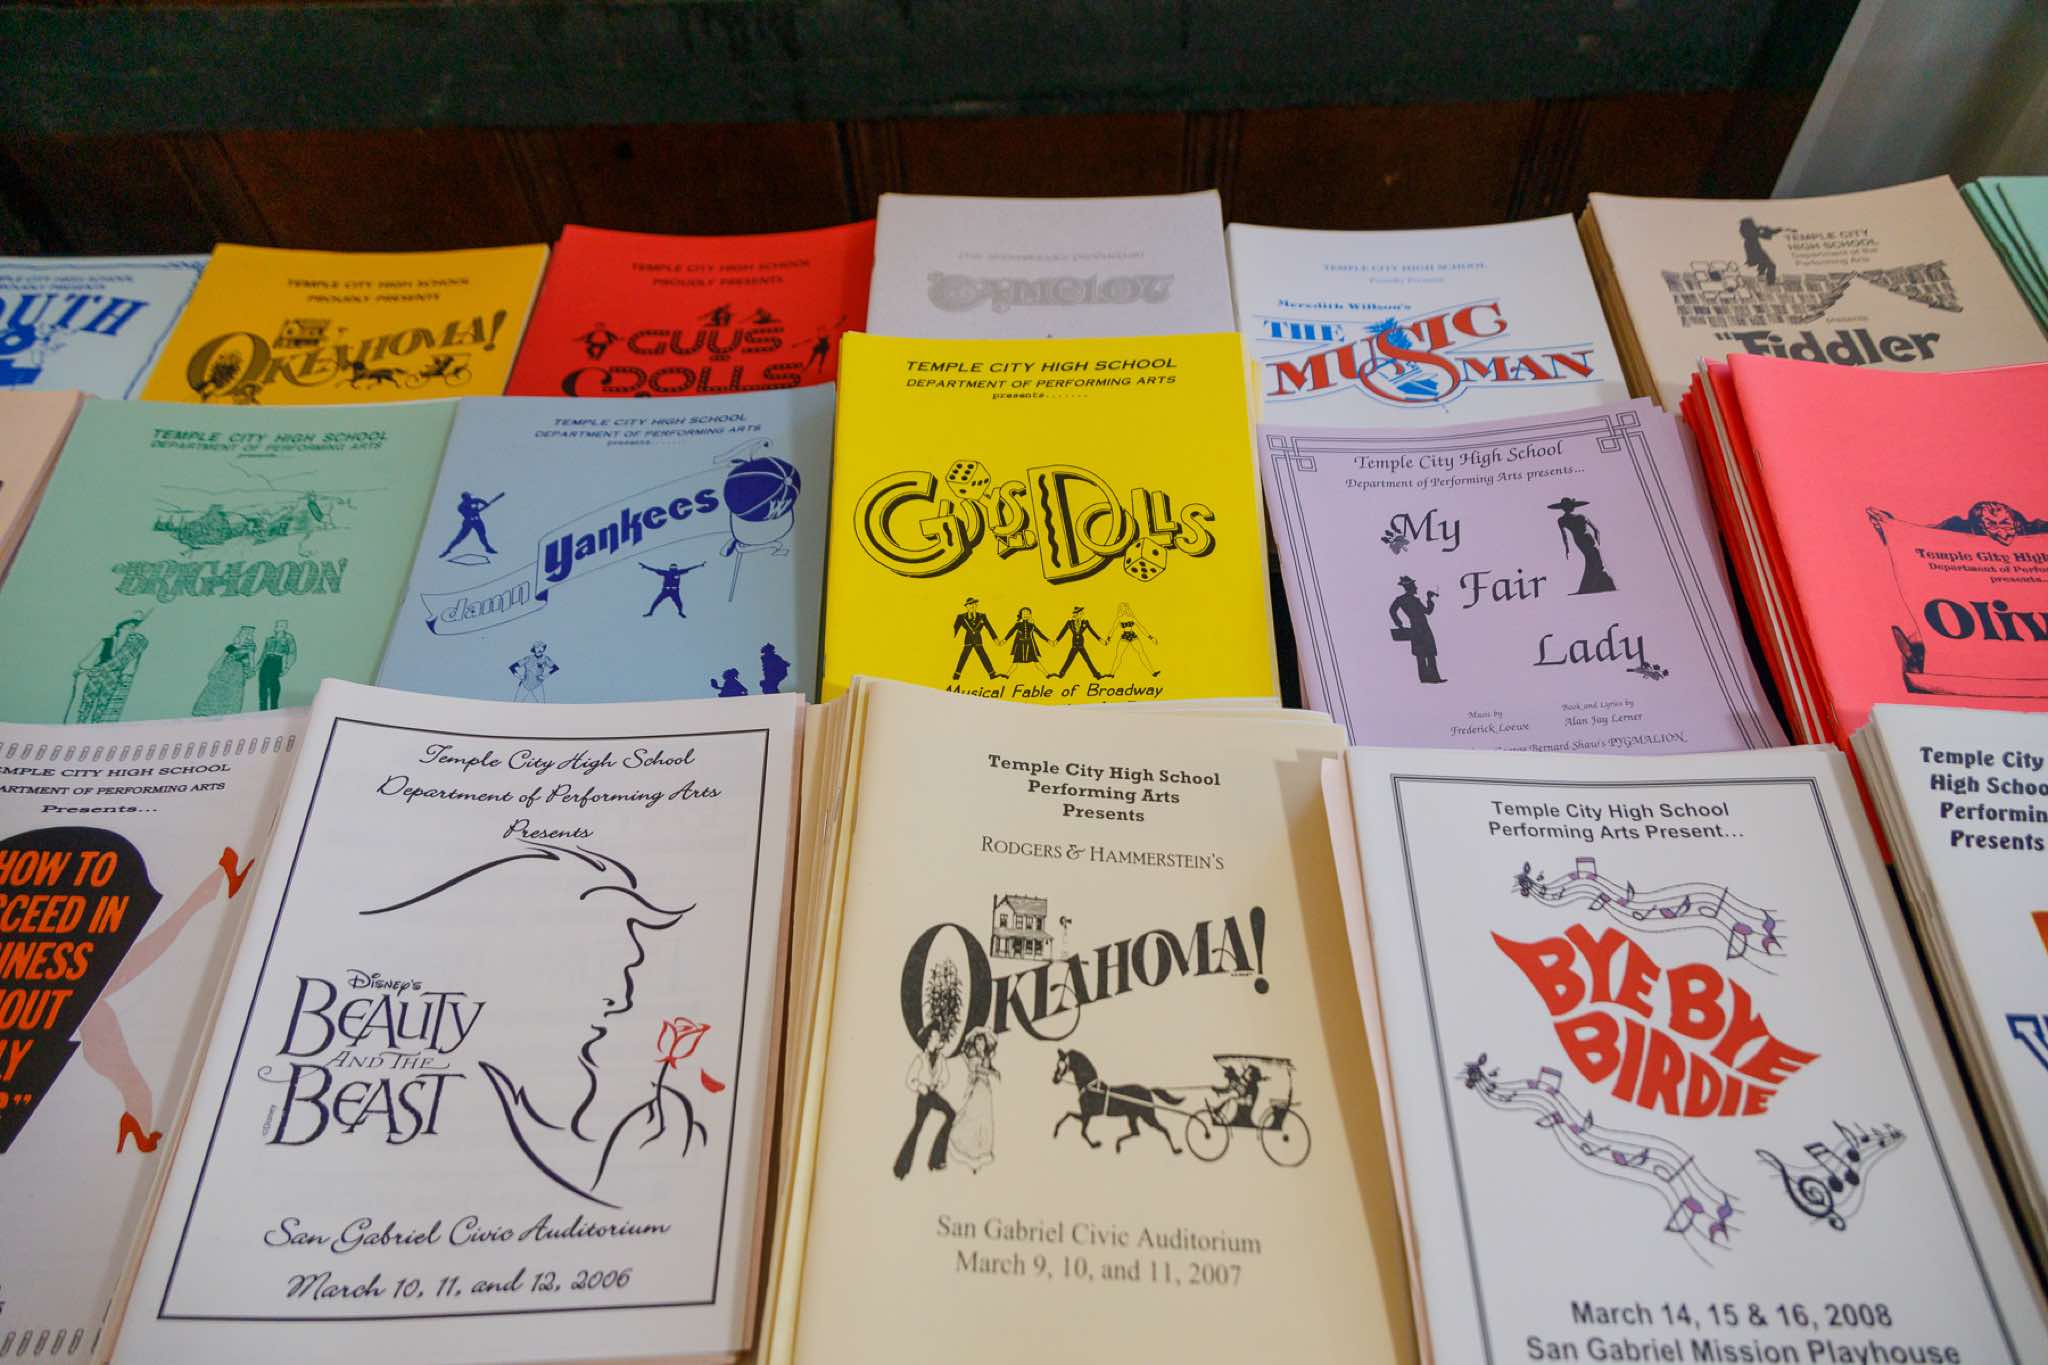 OUTH
TEMPLE CITY HIGH SCHOOL
PROUDLY PRESENTS
OKLAHOMA!
TEMPLE CITY HIGH SCHOOL
PROUDLY PRESENTS
GUYS
DOLLS
CAMELOT
TEMPLE CITY HIGH SCHOOL
Proudly Present
Meredith Willson's
THE
MUSIC
MAN
TEMPLE CITY
HIGH SCHOOL
Department of the
Performing Arts
presents
"Fiddler
TEMPLE CITY HIGH SCHOOL
DEPARTMENT OF PERFORMING ARTS
presents.....
BRIGADOON
TEMPLE CITY HIGH SCHOOL
DEPARTMENT OF PERFORMING ARTS
presents.....
damn yankees
W
TEMPLE CITY HIGH SCHOOL
DEPARTMENT OF PERFORMING ARTS
presents.......
GUYS DOLLS
Musical Fable of Broadway
Temple City High School
Department of Performing Arts presents...
My
Fair
Lady
Music by
Frederick Loewe
Book and Lyrics by
Alan Jay Lerner
Bernard Shaw's PYGMALION
Temple City High
Department of Perfo
presents...
Oliv
EMPLE CITY HIGH SCHOOL
ARTMENT OF PERFORMING ARTS
Presents...
HOW TO
CCEED IN
INESS
OUT
LY
Temple City High School
Department of Performing Arts
Presents
DISNEY'S
BEAUTY
AND THE
BEAST
San Gabriel Civic Auditorium
March 10, 11, and 12, 2006
Temple City High School
Performing Arts
Presents
RODGERS & HAMMERSTEIN'S
OKLAHOMA!
San Gabriel Civic Auditorium
March 9, 10, and 11, 2007
Temple City High School
Performing Arts Present...
BYE BYE
BIRDIE
March 14, 15 & 16, 2008
San Gabriel Mission Playhouse
Temple City
High Schoo
Performin
Presents